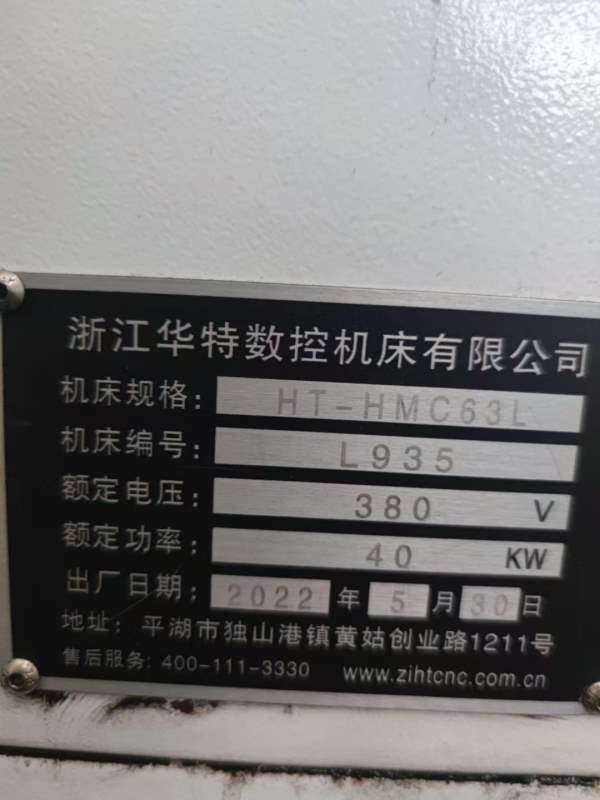 浙江华特数控机床有限公司
机床规格: HT-HMC63L
机床编号: L935
额定电压: 380 V
额定功率: 40 KW
出厂日期: 2022 年 5 月 30 日
地址: 平湖市独山港镇黄姑创业路1211号
售后服务: 400-111-3330 www.zihtcnc.com.cn